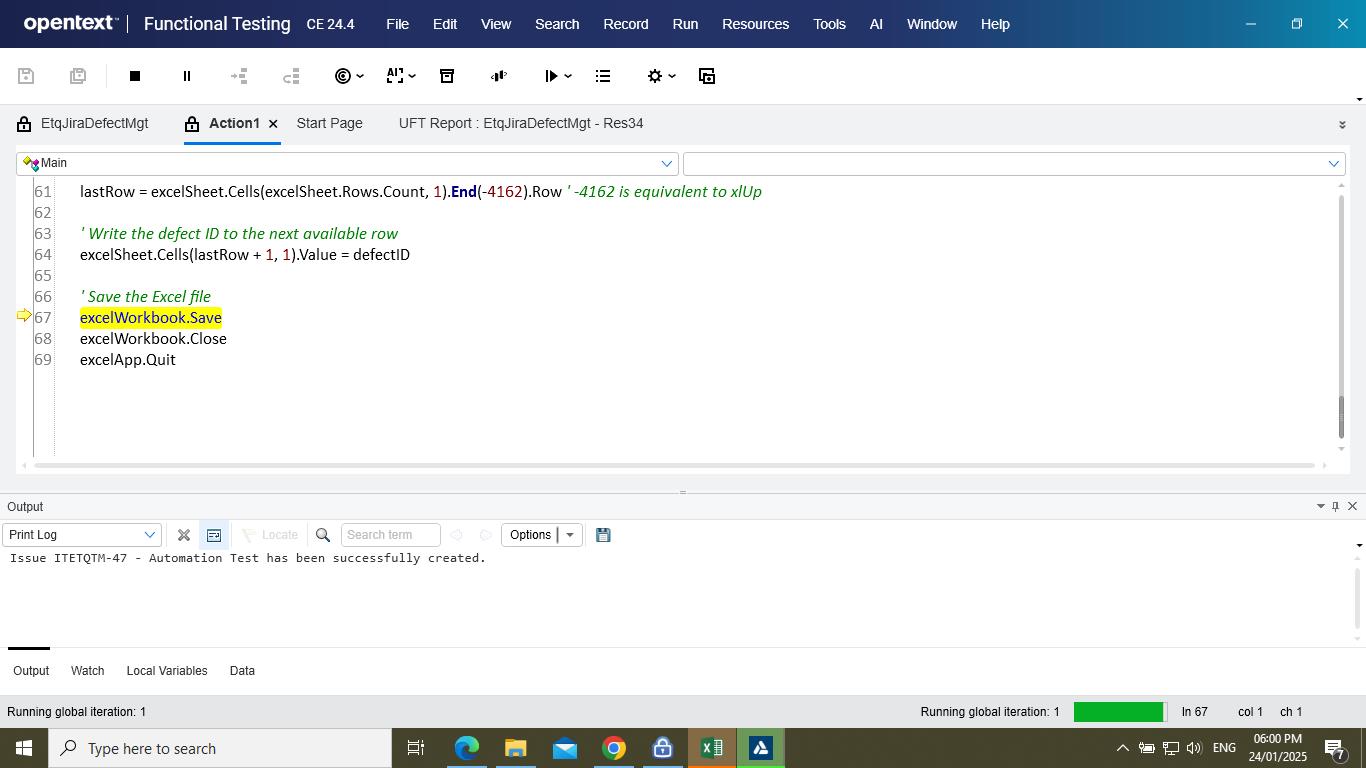 opentext™ | Functional Testing CE 24.4 File Edit View Search Record Run Resources Tools AI Window Help
EtqJiraDefectMgt Action1 Start Page UFT Report : EtqJiraDefectMgt - Res34
Main
61 lastRow = excelSheet.Cells(excelSheet.Rows.Count, 1).End(-4162).Row ' -4162 is equivalent to xlUp
62
63 ' Write the defect ID to the next available row
64 excelSheet.Cells(lastRow + 1, 1).Value = defectID
65
66 ' Save the Excel file
67 excelWorkbook.Save
68 excelWorkbook.Close
69 excelApp.Quit
Output
Print Log Locate Search term Options
Issue ITETQTM-47 - Automation Test has been successfully created.
Output Watch Local Variables Data
Running global iteration: 1 Running global iteration: 1 ln 67 col 1 ch 1
Type here to search ENG 06:00 PM
24/01/2025 7